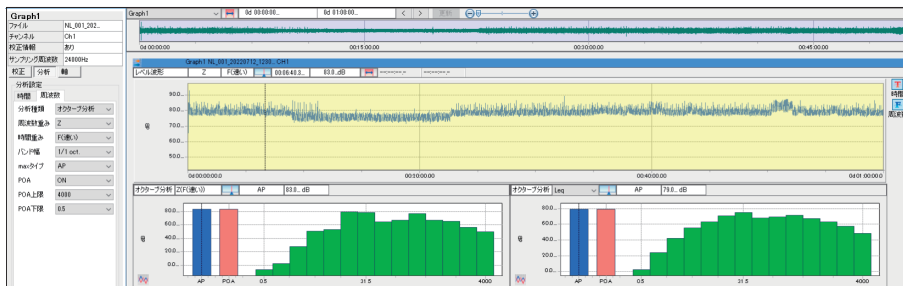 Graph1
ファイル NL_001_202...
チャンネル Ch1
校正情報 あり
サンプリング周波数 24000Hz
校正 分析
分析設定
時間 周波数
分析種類 オクターブ分析
周波数重み Z
時間重み F(速い)
バンド幅 1/1 oct.
maxタイプ AP
POA ON
POA上限 4000
POA下限 0.5
Graph1 0d 00:00:00... 0d 01:00:00... < > 更新
0d 00:00:00 00:15:00.00 00:30:00.00 00:45:00.00
Graph1 NL_001_20220712_1230... CH1
レベル波形 Z F(速い) 00:06:40.3... 83.0...dB
90.0...
80.0...
70.0...
60.0...
50.0...
dB
0d 00:00:00.0 00:20:00.00 00:40:00.00 0d 01:00:0
T
時間
F
周波数
オクターブ分析 Z(F(速い)) AP 83.0... dB
80.0...
60.0...
40.0...
20.0...
0.0...
dB
AP POA 0.5 31.5 4000
オクターブ分析 Leq AP 79.0... dB
80.0...
60.0...
40.0...
20.0...
0.0...
dB
AP POA 0.5 31.5 4000